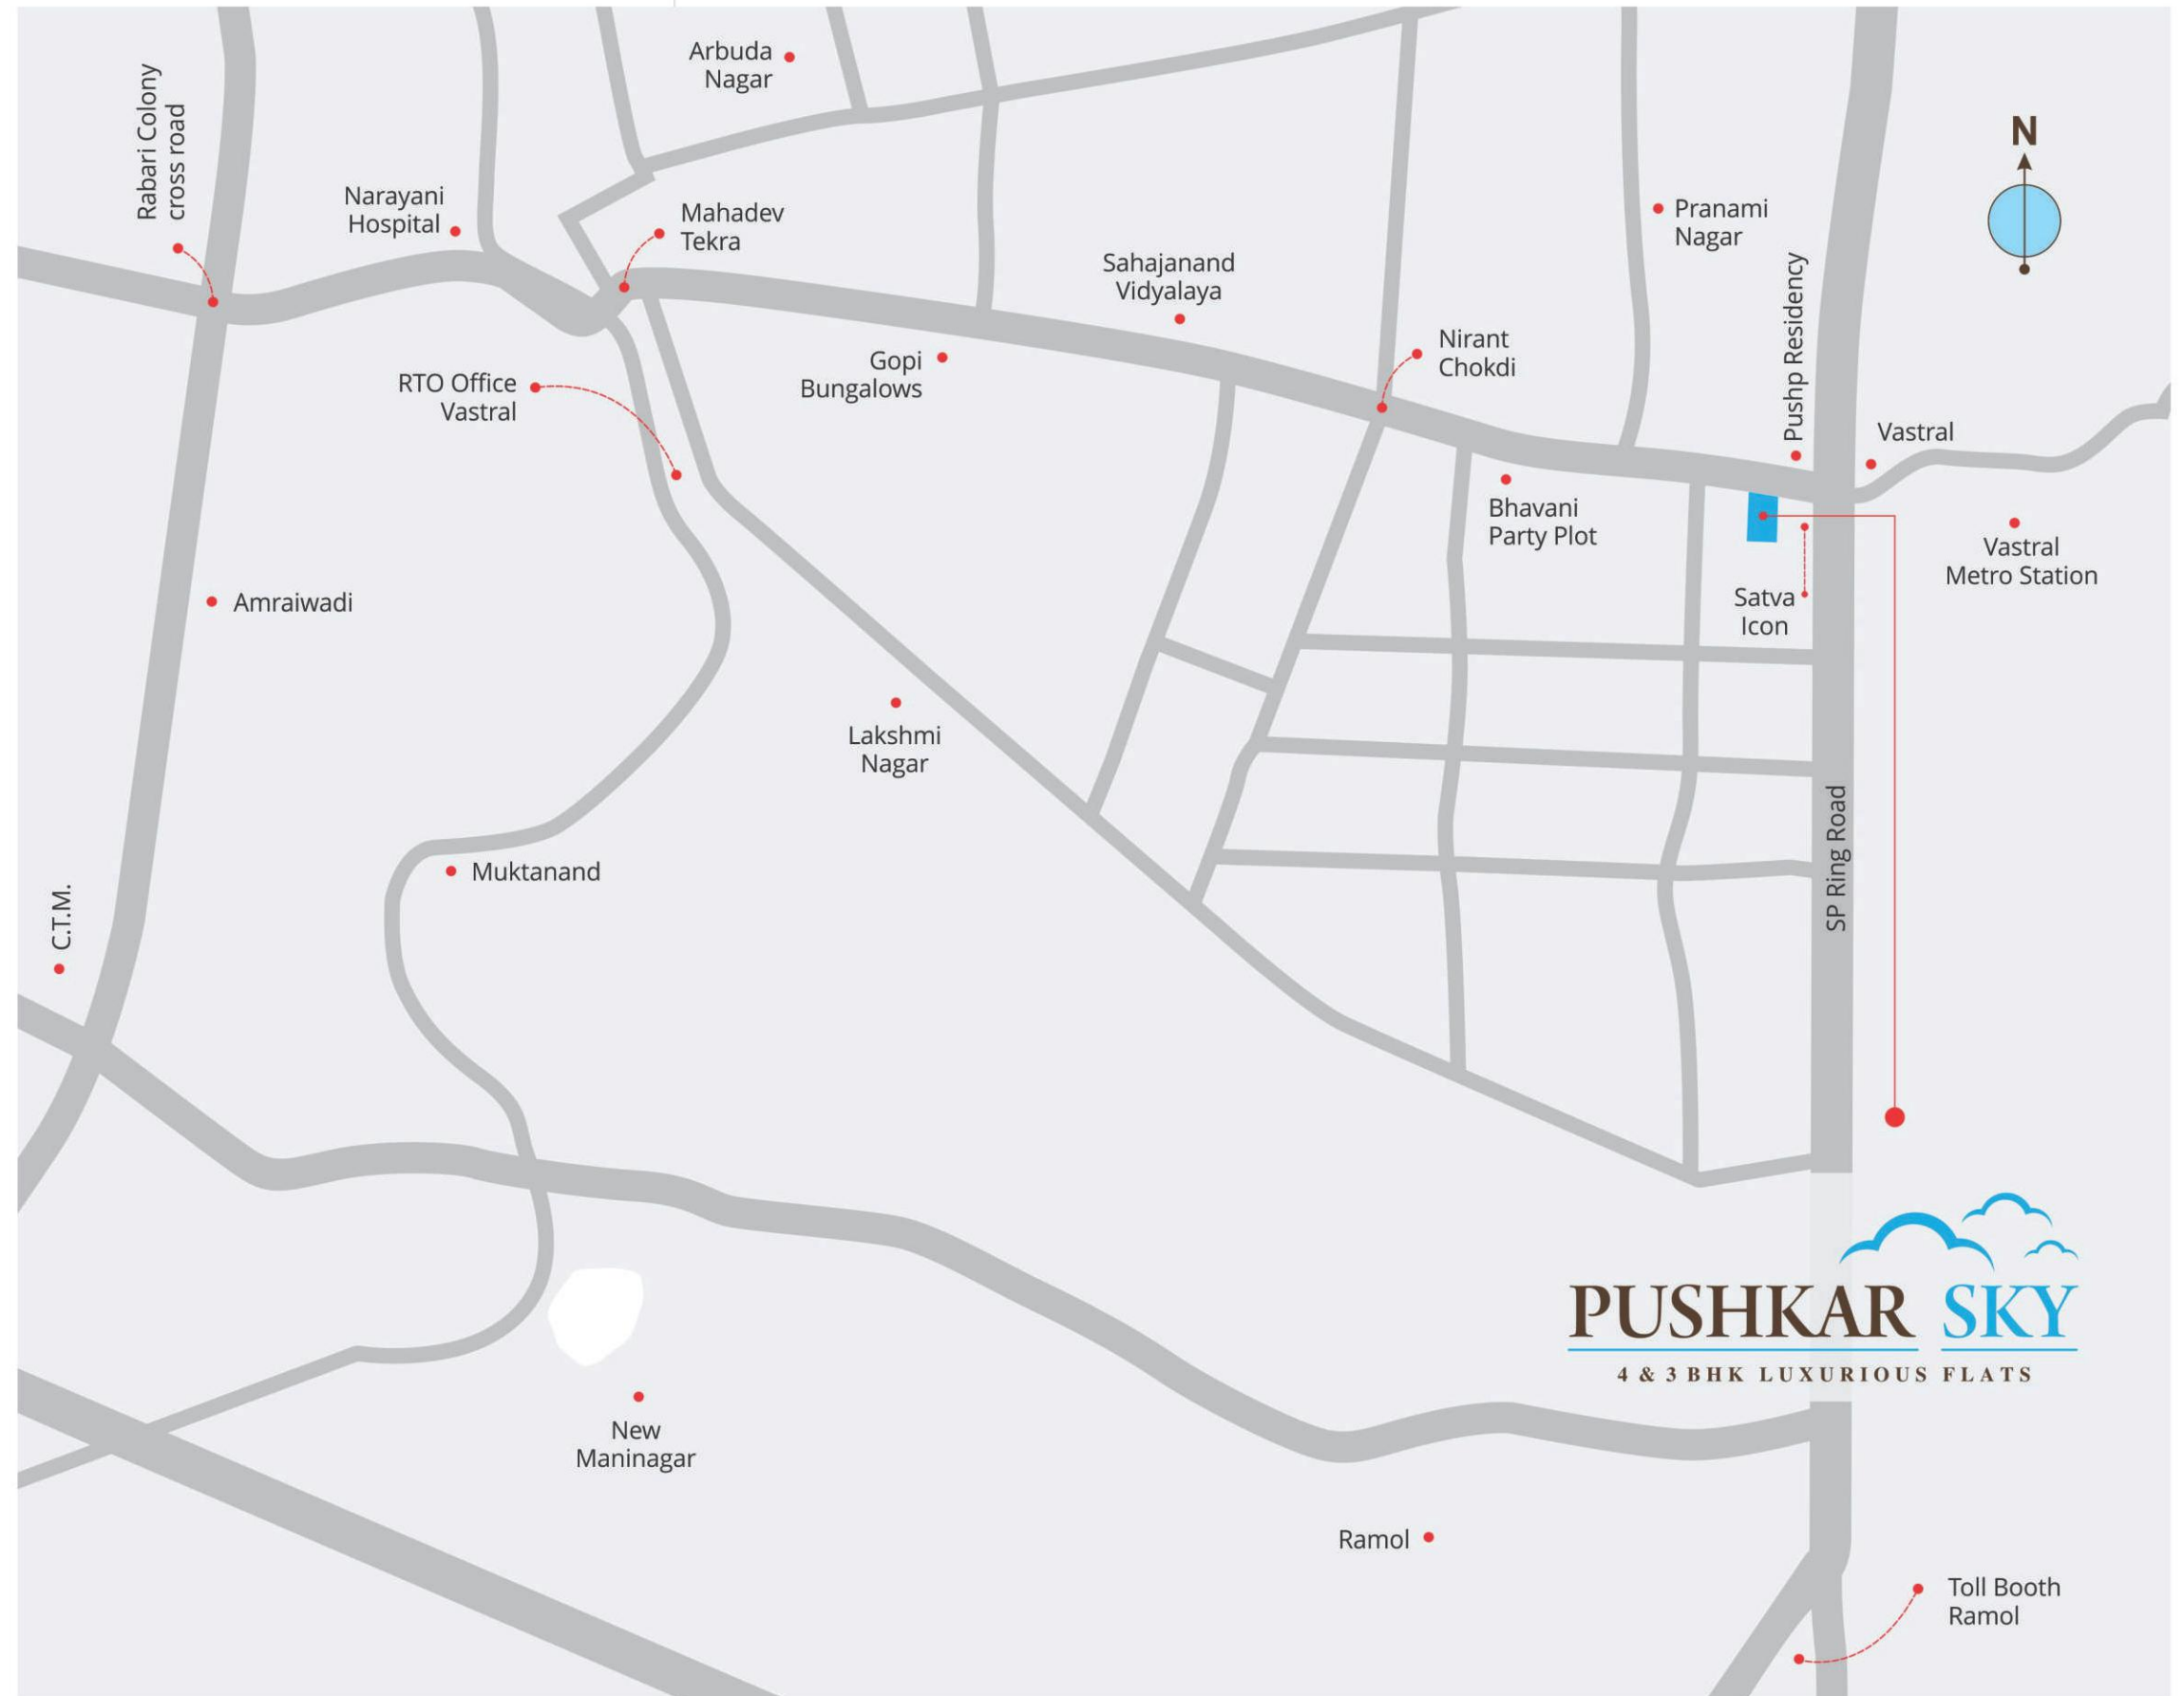 Arbuda
Nagar
Rabari Colony
cross road
N
Narayani
Hospital
Mahadev
Tekra
Pranami
Nagar
Sahajanand
Vidyalaya
Pushp Residency
Nirant
Chokdi
Gopi
Bungalows
RTO Office
Vastral
Vastral
Bhavani
Party Plot
Vastral
Metro Station
Satva
Icon
Amraiwadi
Lakshmi
Nagar
SP Ring Road
Muktanand
C.T.M.
PUSHKAR SKY
4 & 3 BHK LUXURIOUS FLATS
New
Maninagar
Ramol
Toll Booth
Ramol